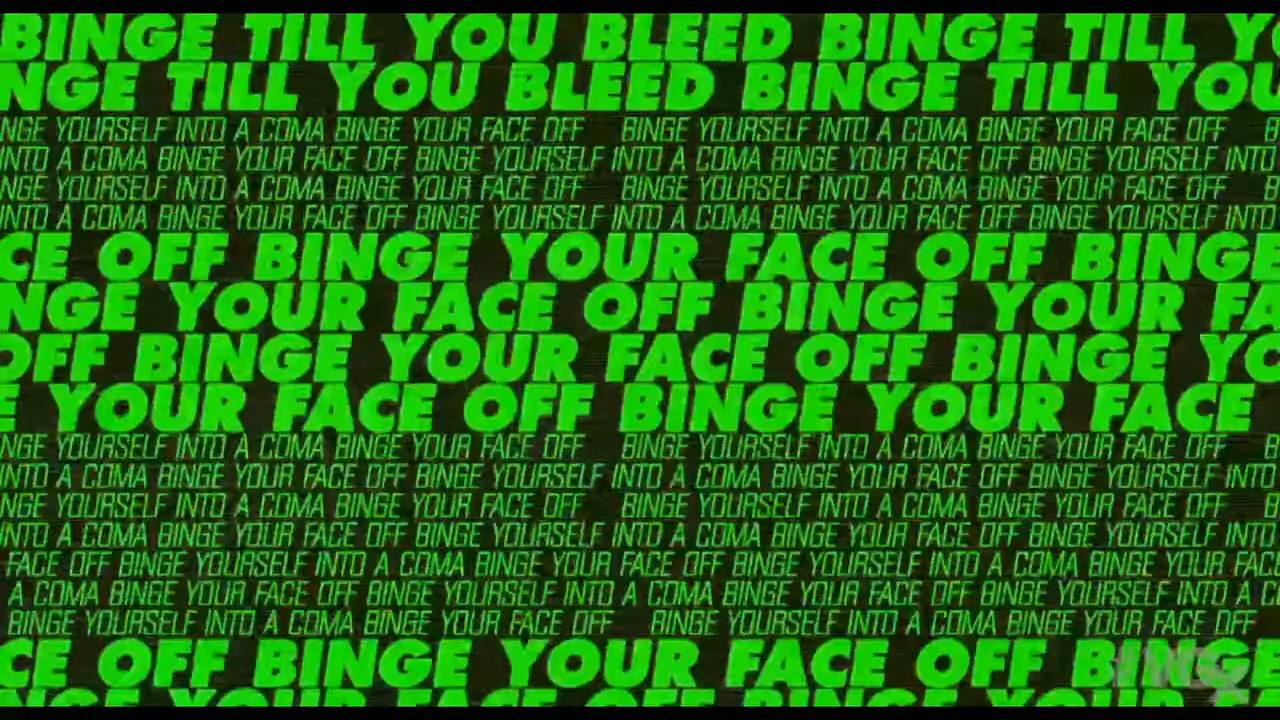 BINGE TILL YOU BLEED BINGE TILL YO
NGE TILL YOU BLEED BINGE TILL YOU
NGE YOURSELF INTO A COMA BINGE YOUR FACE OFF BINGE YOURSELF INTO A COMA BINGE YOUR FACE OFF B
INTO A COMA BINGE YOUR FACE OFF BINGE YOURSELF INTO A COMA BINGE YOUR FACE OFF BINGE YOURSELF INTO
NGE YOURSELF INTO A COMA BINGE YOUR FACE OFF BINGE YOURSELF INTO A COMA BINGE YOUR FACE OFF B
INTO A COMA BINGE YOUR FACE OFF BINGE YOURSELF INTO A COMA BINGE YOUR FACE OFF BINGE YOURSELF INTO
CE OFF BINGE YOUR FACE OFF BINGE
NGE YOUR FACE OFF BINGE YOUR FA
OFF BINGE YOUR FACE OFF BINGE YO
E YOUR FACE OFF BINGE YOUR FACE
NGE YOURSELF INTO A COMA BINGE YOUR FACE OFF BINGE YOURSELF INTO A COMA BINGE YOUR FACE OFF B
INTO A COMA BINGE YOUR FACE OFF BINGE YOURSELF INTO A COMA BINGE YOUR FACE OFF BINGE YOURSELF INTO
NGE YOURSELF INTO A COMA BINGE YOUR FACE OFF BINGE YOURSELF INTO A COMA BINGE YOUR FACE OFF B
INTO A COMA BINGE YOUR FACE OFF BINGE YOURSELF INTO A COMA BINGE YOUR FACE OFF BINGE YOURSELF INTO
FACE OFF BINGE YOURSELF INTO A COMA BINGE YOUR FACE OFF BINGE YOURSELF INTO A COMA BINGE YOUR FACE
A COMA BINGE YOUR FACE OFF BINGE YOURSELF INTO A COMA BINGE YOUR FACE OFF BINGE YOURSELF INTO A C
BINGE YOURSELF INTO A COMA BINGE YOUR FACE OFF BINGE YOURSELF INTO A COMA BINGE YOUR FACE OFF
CE OFF BINGE YOUR FACE OFF BINGE
NGE YOUR FACE OFF BINGE YOUR